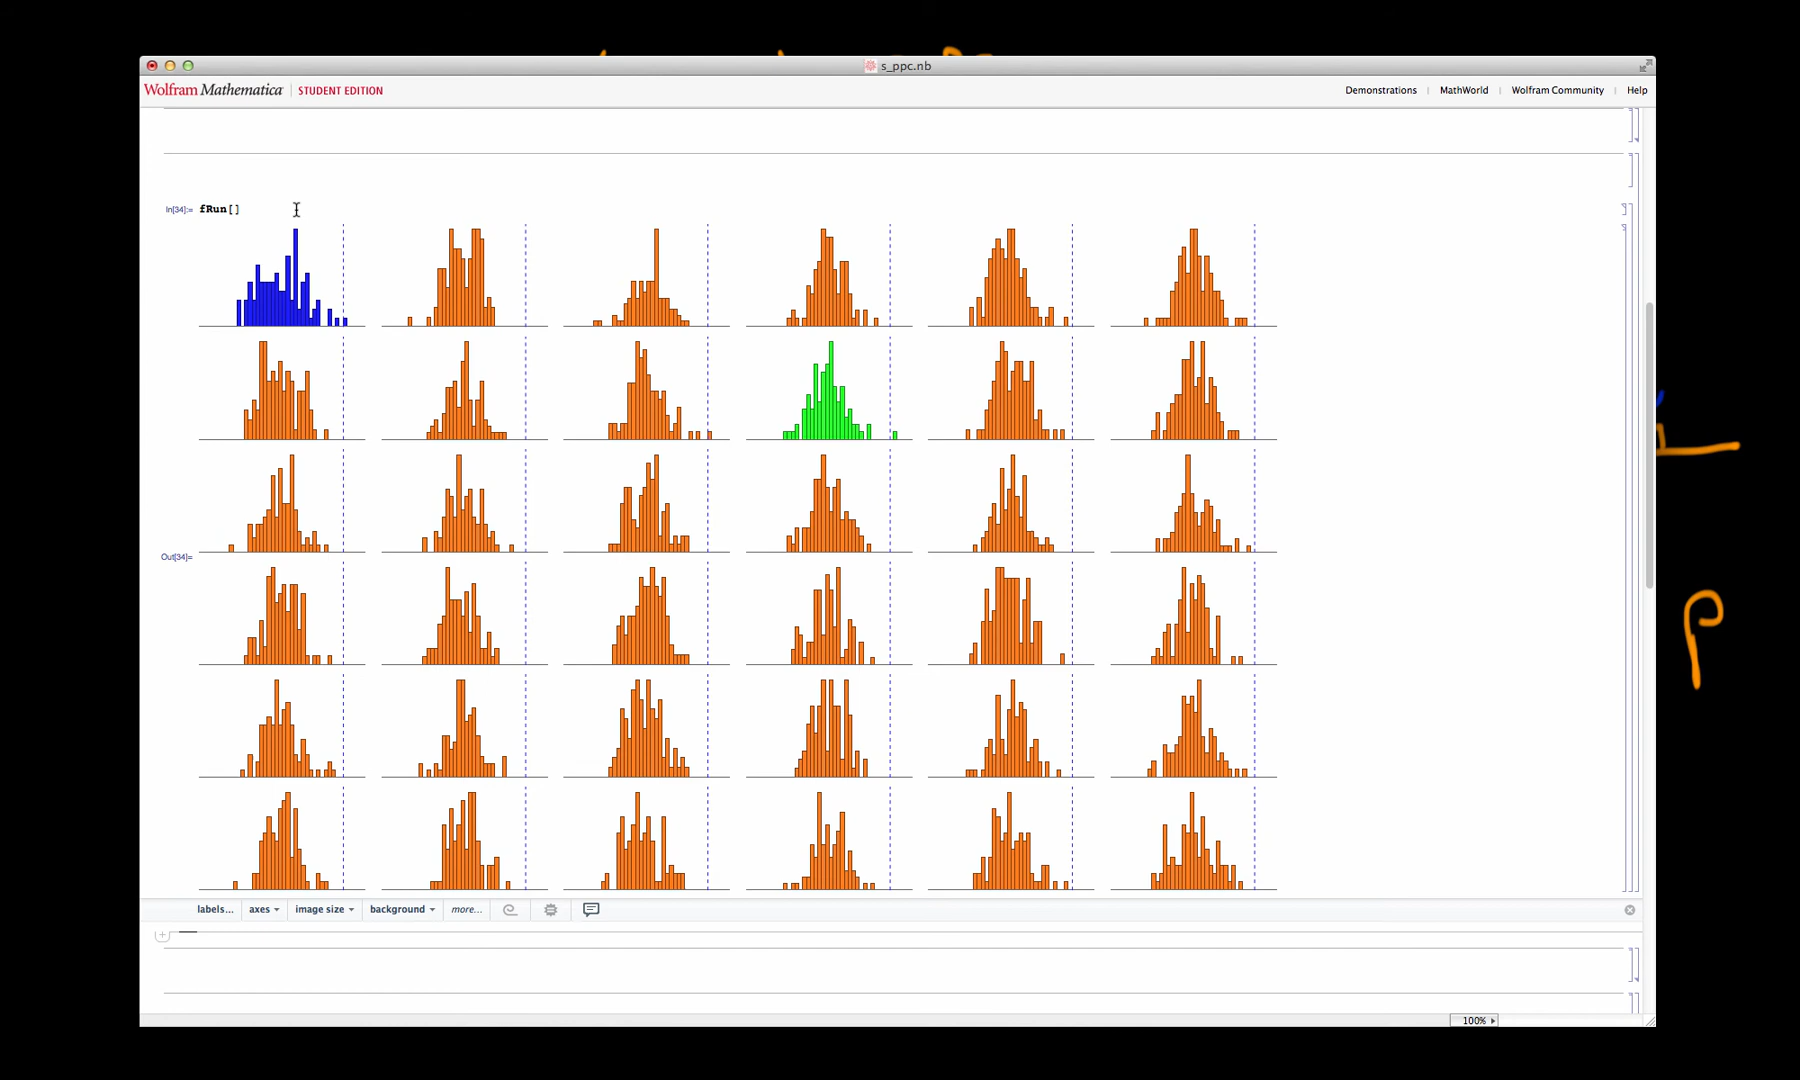 s_ppc.nb
Wolfram Mathematica | STUDENT EDITION
Demonstrations | MathWorld | Wolfram Community | Help
In[34]:= fRun[]
Out[34]=
labels... axes image size background more...
100%
P